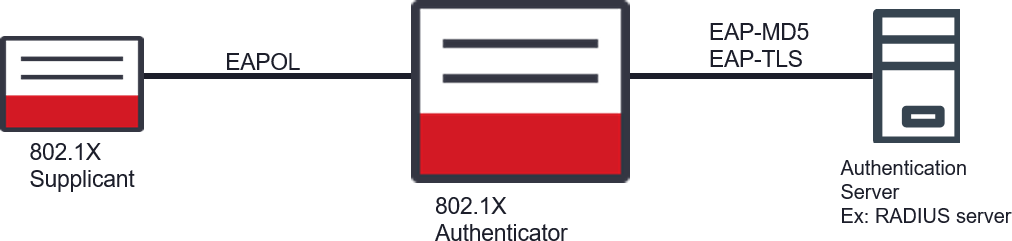 EAPOL
EAP-MD5
EAP-TLS
802.1X
Supplicant
802.1X
Authenticator
Authentication
Server
Ex: RADIUS server